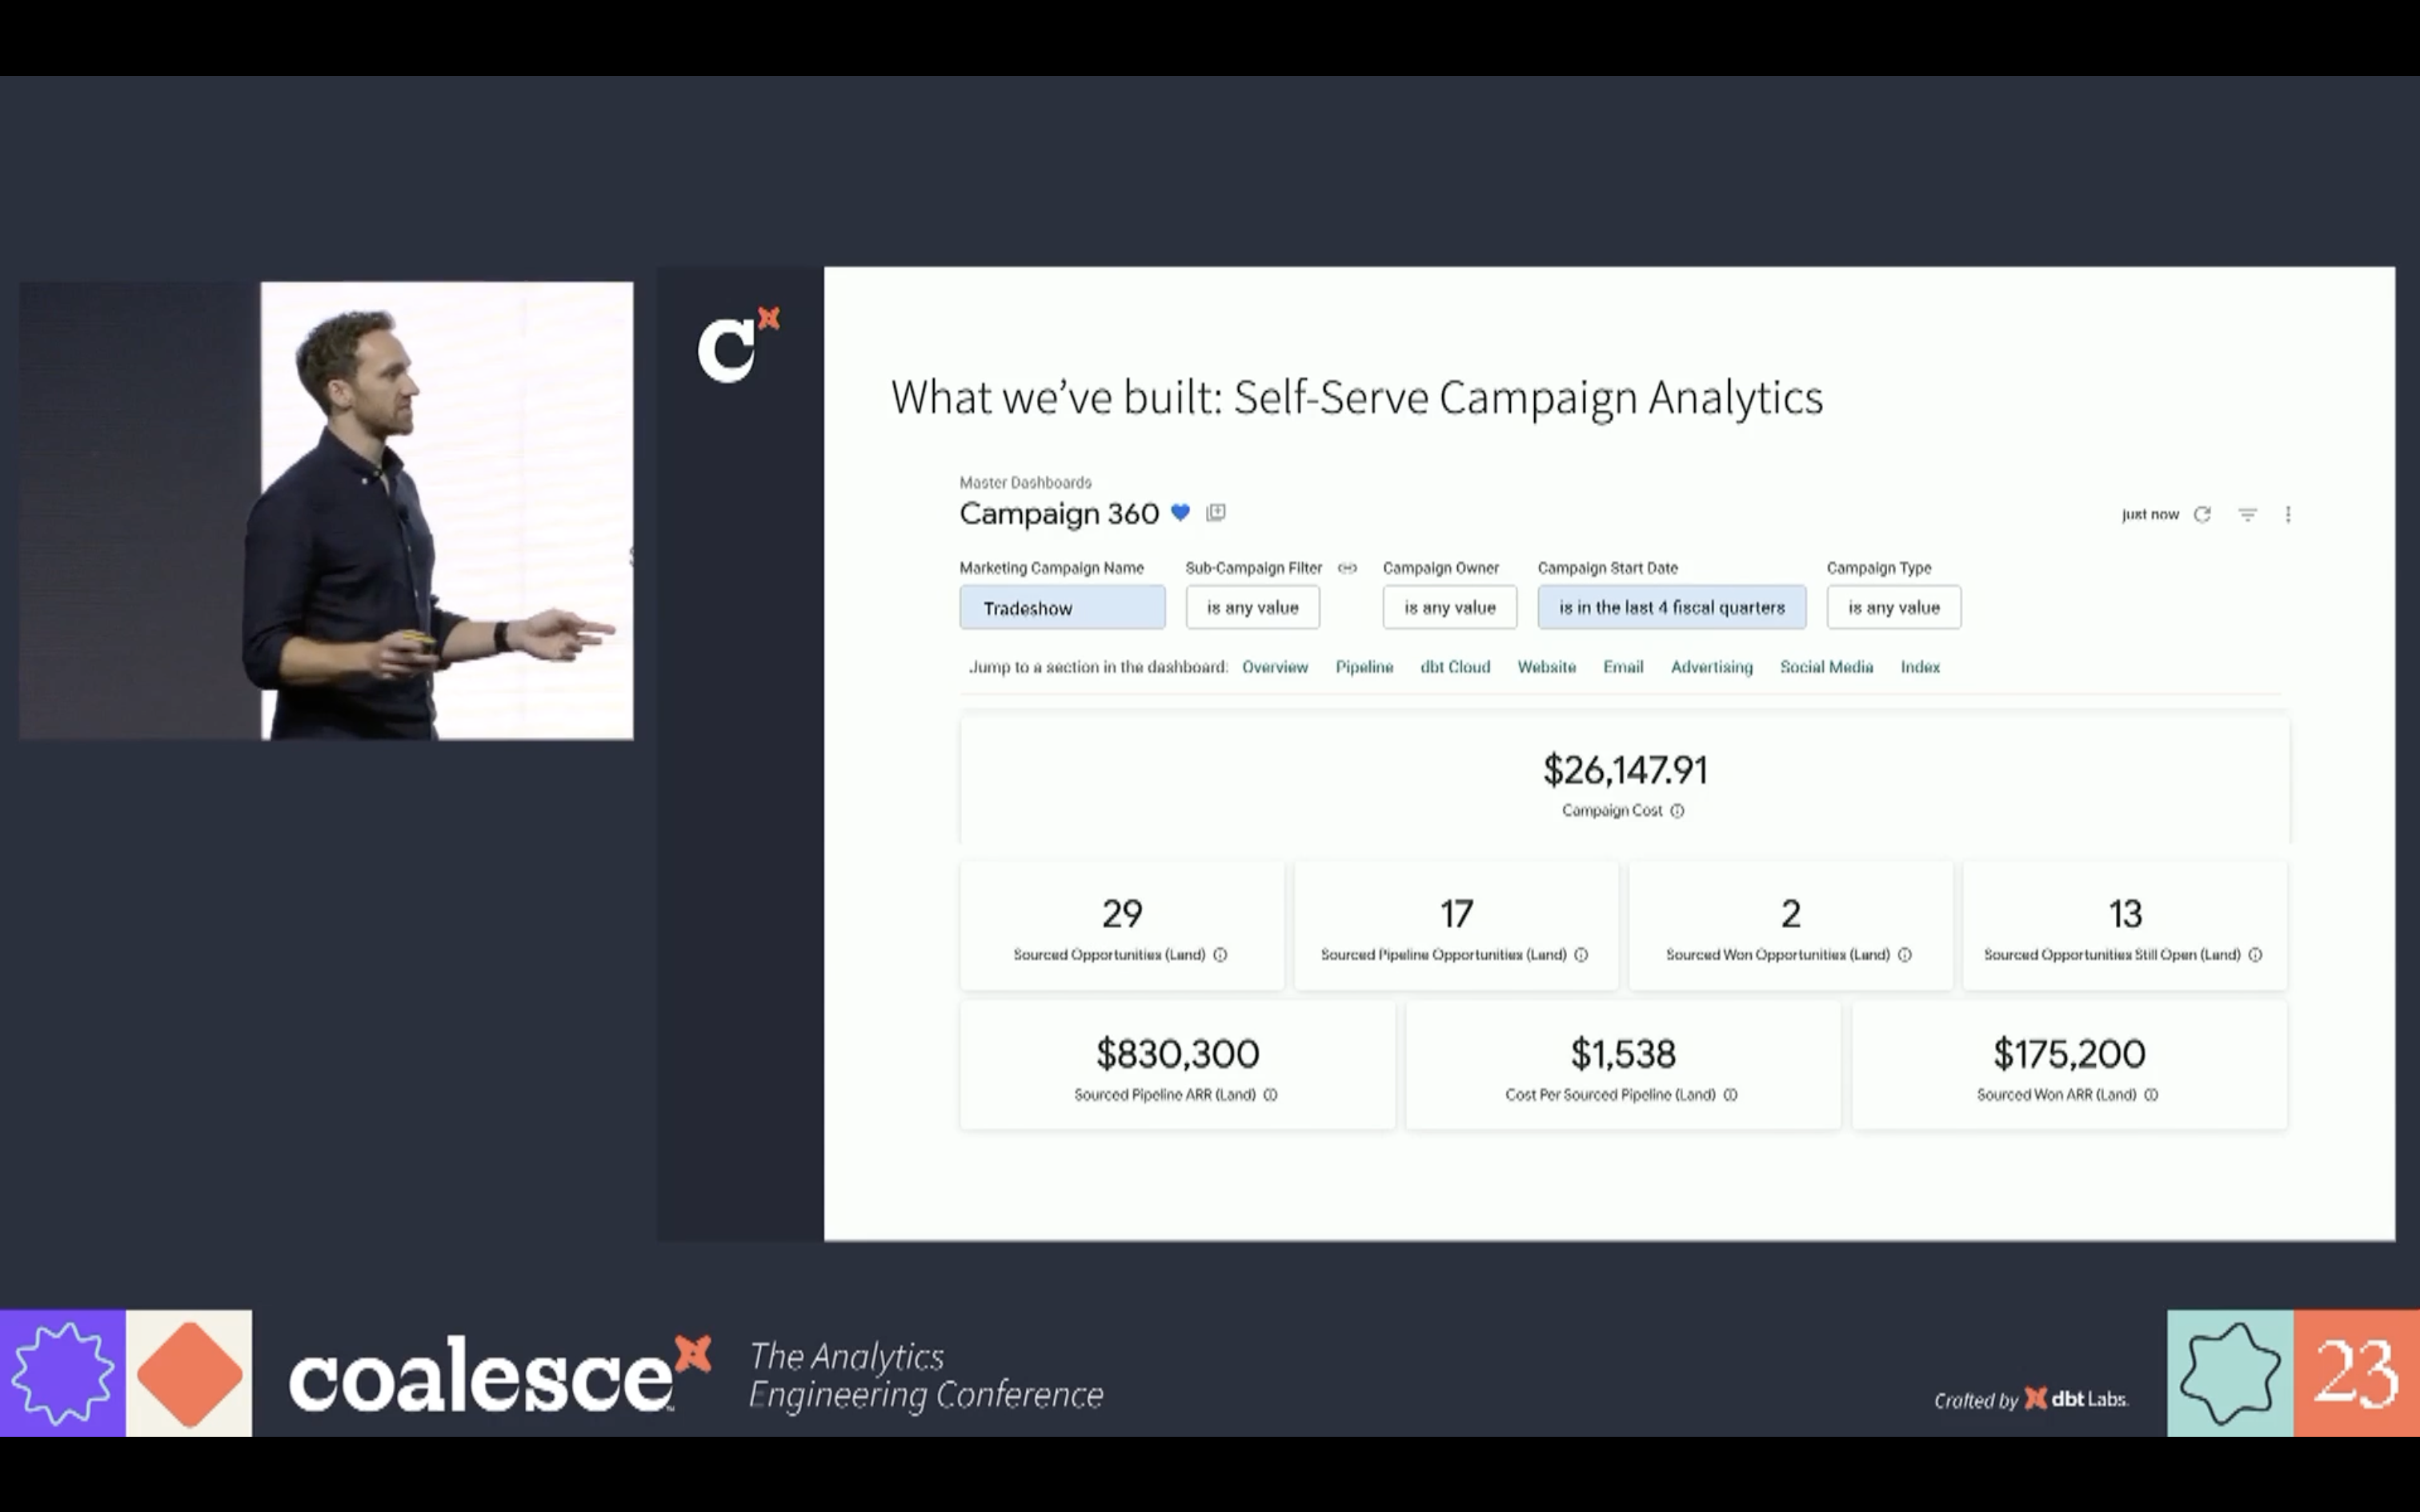 C
What we've built: Self-Serve Campaign Analytics
Master Dashboards
Campaign 360
just now
Marketing Campaign Name
Sub-Campaign Filter
Campaign Owner
Campaign Start Date
Campaign Type
Tradeshow
is any value
is any value
is in the last 4 fiscal quarters
is any value
Jump to a section in the dashboard: Overview Pipeline dbt Cloud Website Email Advertising Social Media Index
$26,147.91
Campaign Cost
29
Sourced Opportunities (Land)
17
Sourced Pipeline Opportunities (Land)
2
Sourced Won Opportunities (Land)
13
Sourced Opportunities Still Open (Land)
$830,300
Sourced Pipeline ARR (Land)
$1,538
Cost Per Sourced Pipeline (Land)
$175,200
Sourced Won ARR (Land)
coalesce
The Analytics
Engineering Conference
Crafted by dbt Labs.
23